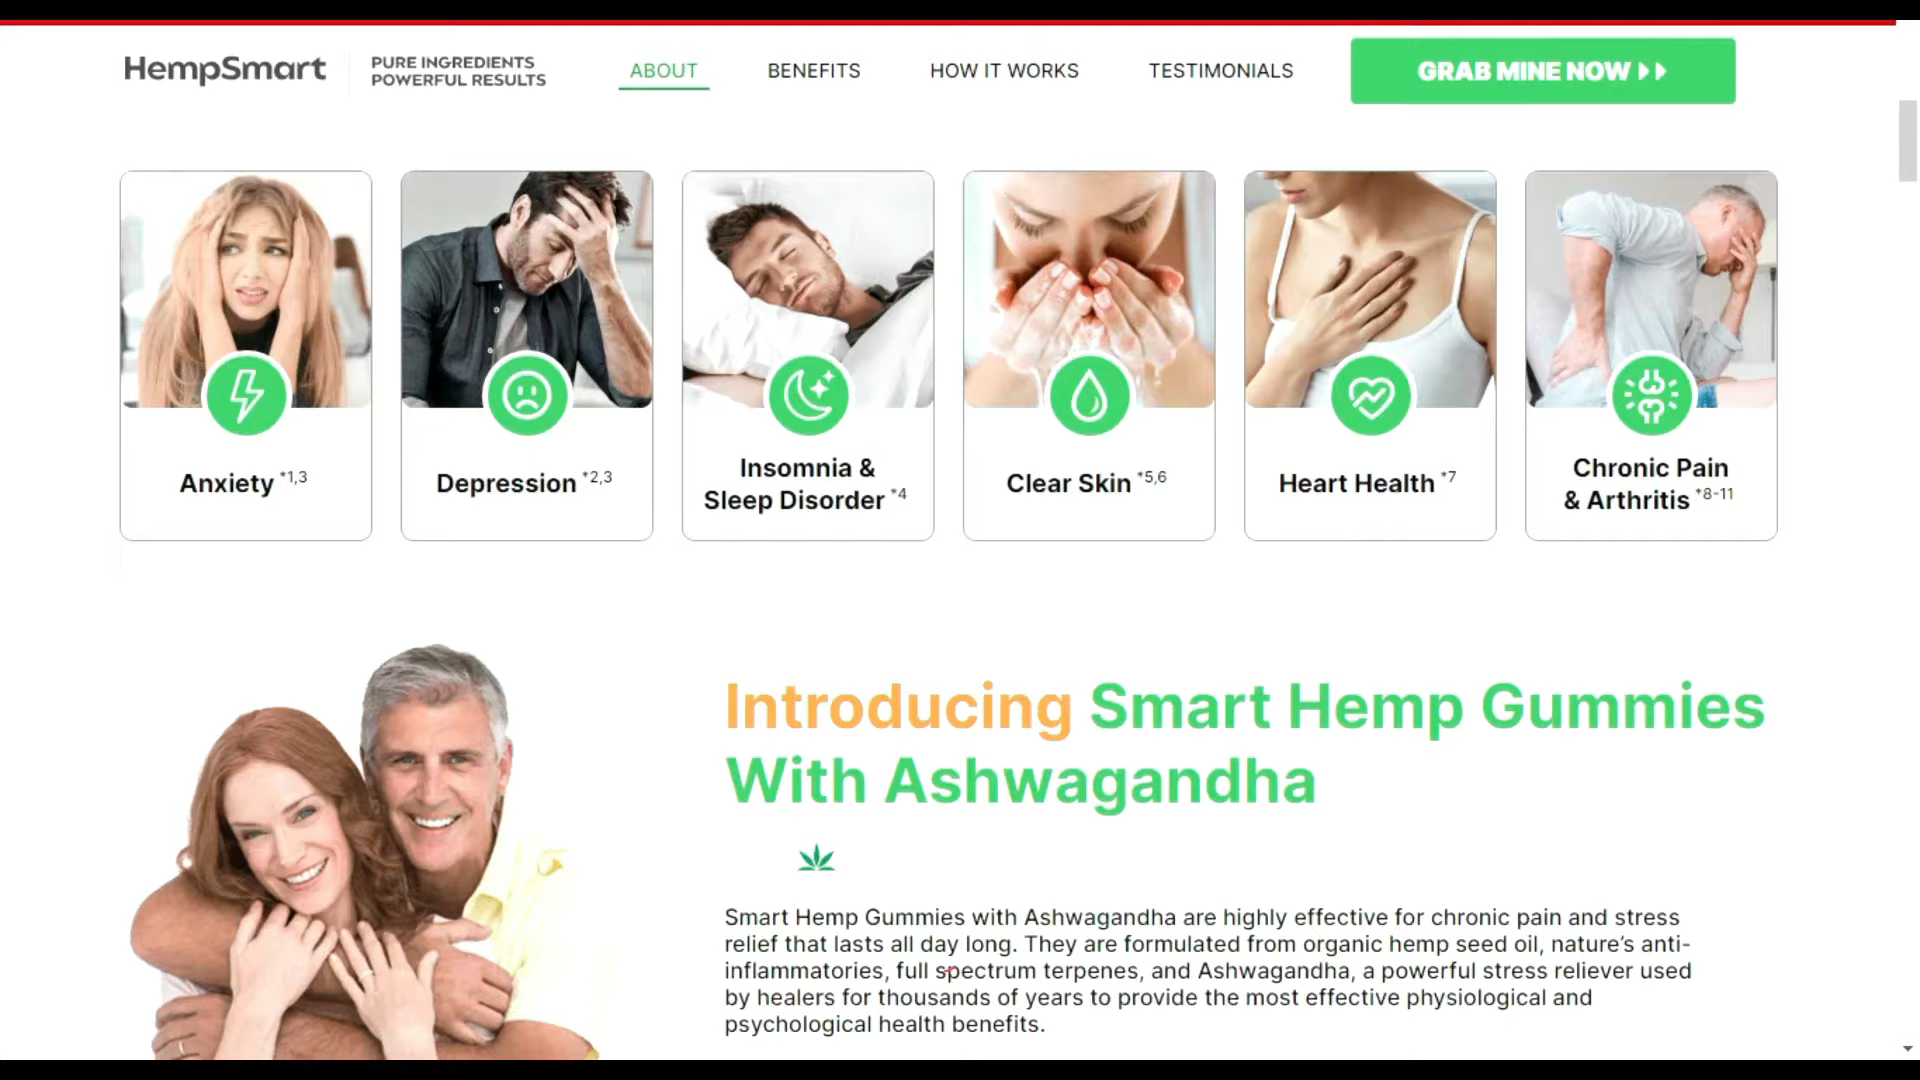 HempSmart
PURE INGREDIENTS
POWERFUL RESULTS
ABOUT
BENEFITS
HOW IT WORKS
TESTIMONIALS
GRAB MINE NOW
Anxiety *1,3
Depression *2,3
Insomnia &
Sleep Disorder *4
Clear Skin *5,6
Heart Health *7
Chronic Pain
& Arthritis *8-11
Introducing Smart Hemp Gummies
With Ashwagandha
Smart Hemp Gummies with Ashwagandha are highly effective for chronic pain and stress
relief that lasts all day long. They are formulated from organic hemp seed oil, nature's anti-
inflammatories, full spectrum terpenes, and Ashwagandha, a powerful stress reliever used
by healers for thousands of years to provide the most effective physiological and
psychological health benefits.